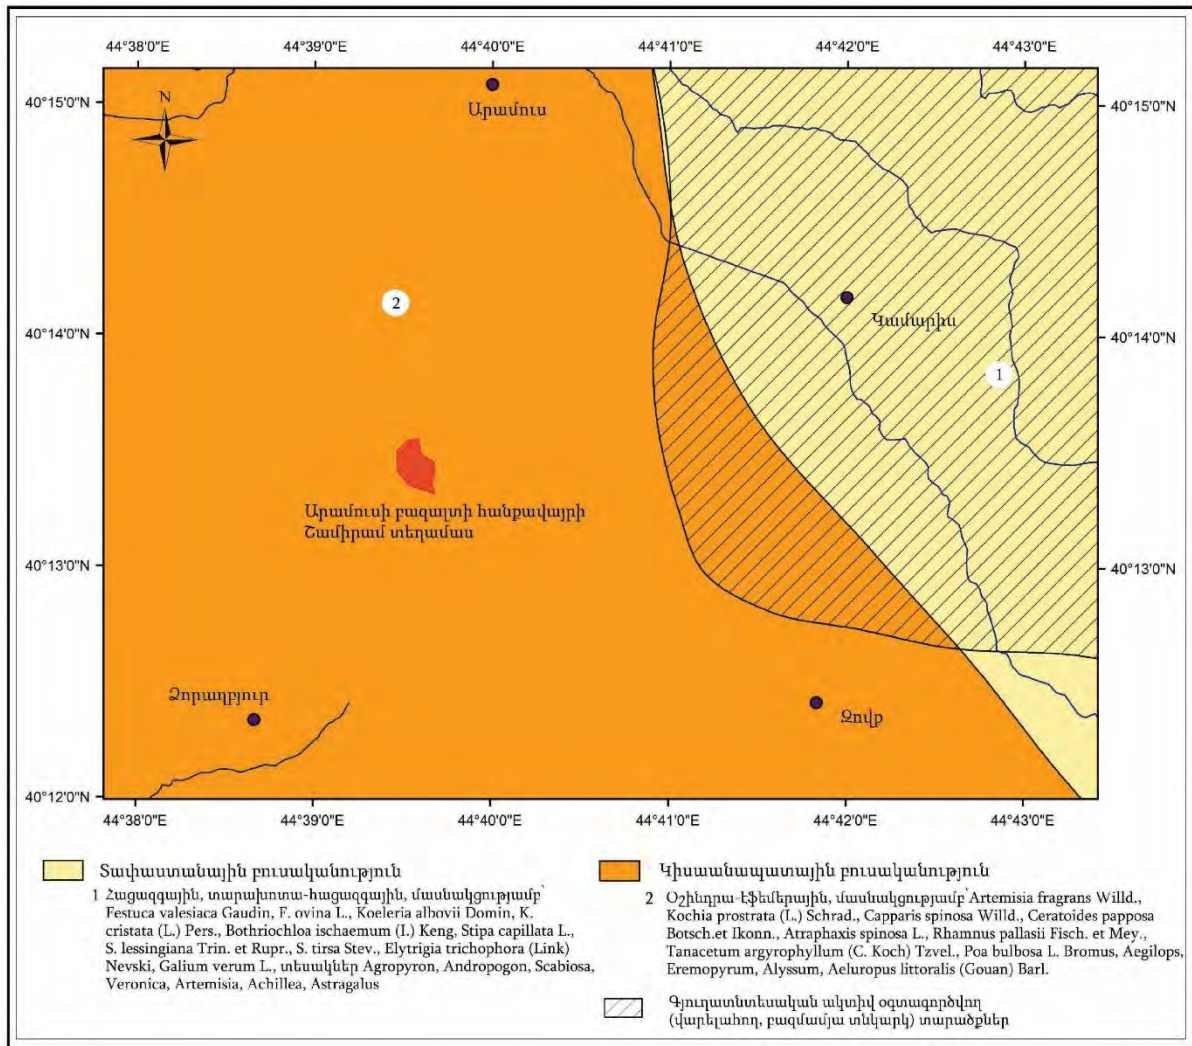 44°38'0"E 44°39'0"E 44°40'0"E 44°41'0"E 44°42'0"E 44°43'0"E
40°15'0"N 40°15'0"N
N
Արամուս
40°14'0"N 40°14'0"N
2
Կամարիս
1
Արամուսի բազալտի հանքավայրի
Շամիրամ տեղամաս
40°13'0"N 40°13'0"N
Ձորաղբյուր
Զովք
40°12'0"N 40°12'0"N
44°38'0"E 44°39'0"E 44°40'0"E 44°41'0"E 44°42'0"E 44°43'0"E
Տափաստանային բուսականություն
1 Հացազգային, տարախոտա-հացազգային, մասնակցությամբ՝
Festuca valesiaca Gaudin, F. ovina L., Koeleria albovii Domin, K.
cristata (L.) Pers., Bothriochloa ischaemum (I.) Keng. Stipa capillata L.,
S. lessingiana Trin. et Rupr., S. tirsa Stev., Elytrigia trichophora (Link)
Nevski, Galium verum L., տեսակներ Agropyron, Andropogon, Scabiosa,
Veronica, Artemisia, Achillea, Astragalus
Կիսաանապատային բուսականություն
2 Օշինդրա-էֆեմերային, մասնակցությամբ՝ Artemisia fragrans Willd.,
Kochia prostrata (L.) Schrad., Capparis spinosa Willd., Ceratoides papposa
Botsch.et Ikonn., Atraphaxis spinosa L., Rhamnus pallasii Fisch. et Mey.,
Tanacetum argyrophyllum (C. Koch) Tzvel., Poa bulbosa L. Bromus, Aegilops,
Eremopyrum, Alyssum, Aeluropus littoralis (Gouan) Barl.
Գյուղատնտեսական ակտիվ օգտագործվող
(վարելահող, բազմամյա տնկարկ) տարածքներ